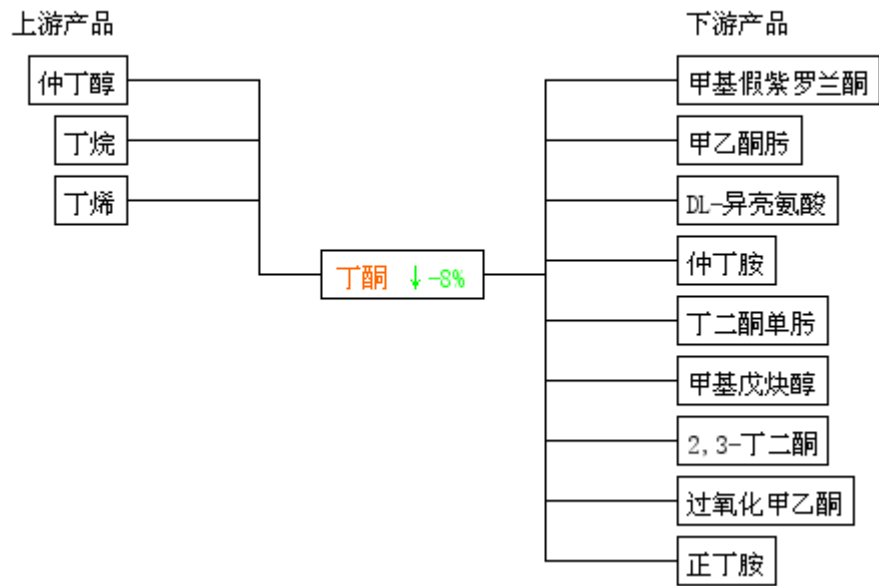 上游产品
仲丁醇
丁烷
丁烯
丁酮 ↓-8%
下游产品
甲基假紫罗兰酮
甲乙酮肟
DL-异亮氨酸
仲丁胺
丁二酮单肟
甲基戊炔醇
2,3-丁二酮
过氧化甲乙酮
正丁胺